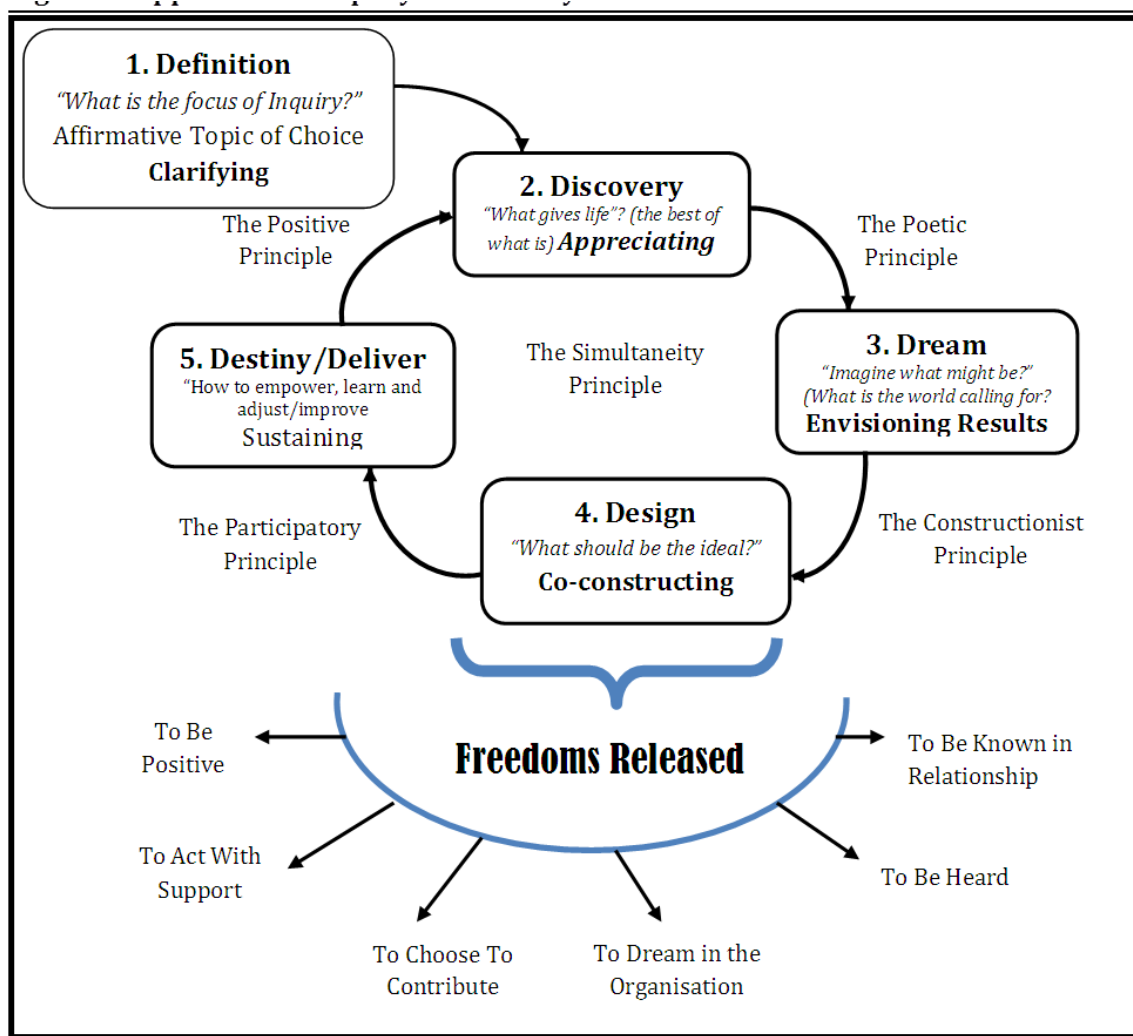 1. Definition
“What is the focus of Inquiry?”
Affirmative Topic of Choice
Clarifying
2. Discovery
“What gives life”? (the best of
what is) Appreciating
The Positive
Principle
The Poetic
Principle
5. Destiny/Deliver
“How to empower, learn and
adjust/improve
Sustaining
The Simultaneity
Principle
3. Dream
“Imagine what might be?”
(What is the world calling for?
Envisioning Results
4. Design
“What should be the ideal?”
Co-constructing
The Participatory
Principle
The Constructionist
Principle
Freedoms Released
To Be
Positive
To Be Known in
Relationship
To Act With
Support
To Be Heard
To Choose To
Contribute
To Dream in the
Organisation